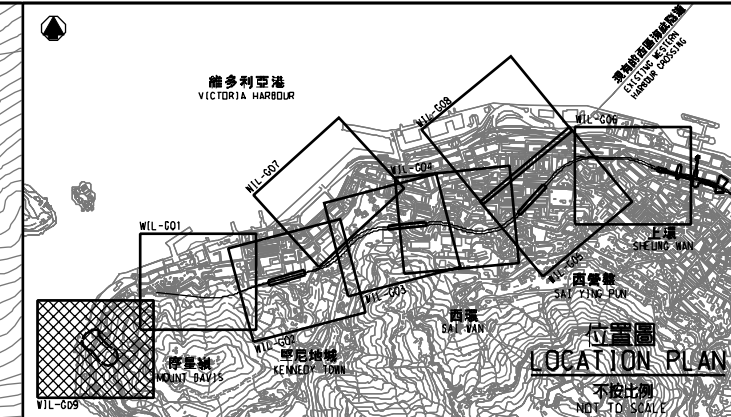 維多利亞港
VICTORIA HARBOUR
現有的西區海底隧道
EXISTING WESTERN
HARBOUR CROSSING
WIL-G08
WIL-G06
WIL-G07
WIL-G04
WIL-G01
上環
SHEUNG WAN
WIL-G05
WIL-G03
西營盤
SAI YING PUN
西環
SAI WAN
WIL-G02
堅尼地城
KENNEDY TOWN
摩星嶺
MOUNT DAVIS
WIL-G09
位置圖
LOCATION PLAN
不按比例
NOT TO SCALE